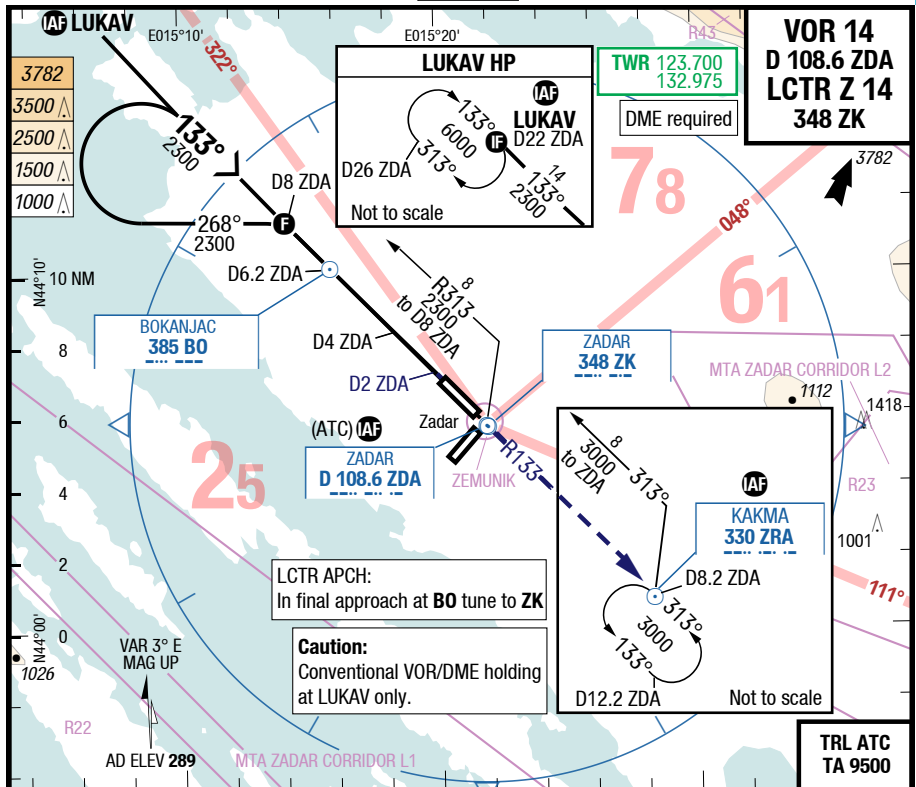 IAF LUKAV
E015°10'
E015°20'
R43
VOR 14
D 108.6 ZDA
LCTR Z 14
348 ZK
TWR 123.700
132.975
DME required
3782
3500
2500
1500
1000
322°
133°
2300
D8 ZDA
F
268°
2300
LUKAV HP
IAF
LUKAV
D22 ZDA
IF
133°
6000
313°
D26 ZDA
14
133°
2300
Not to scale
78
3782
048°
61
N44°10'
10 NM
8
6
4
2
0
N44°00'
D6.2 ZDA
BOKANJAC
385 BO
D4 ZDA
D2 ZDA
8
R313
2300
to D8 ZDA
ZADAR
348 ZK
MTA ZADAR CORRIDOR L2
1112
1418
Zadar
(ATC) IAF
ZADAR
D 108.6 ZDA
ZEMUNIK
R133
25
8
3000
to ZDA
313°
IAF
KAKMA
330 ZRA
D8.2 ZDA
313°
3000
133°
D12.2 ZDA
Not to scale
R23
1001
111°
LCTR APCH:
In final approach at BO tune to ZK
Caution:
Conventional VOR/DME holding
at LUKAV only.
1026
VAR 3° E
MAG UP
R22
AD ELEV 289
MTA ZADAR CORRIDOR L1
TRL ATC
TA 9500